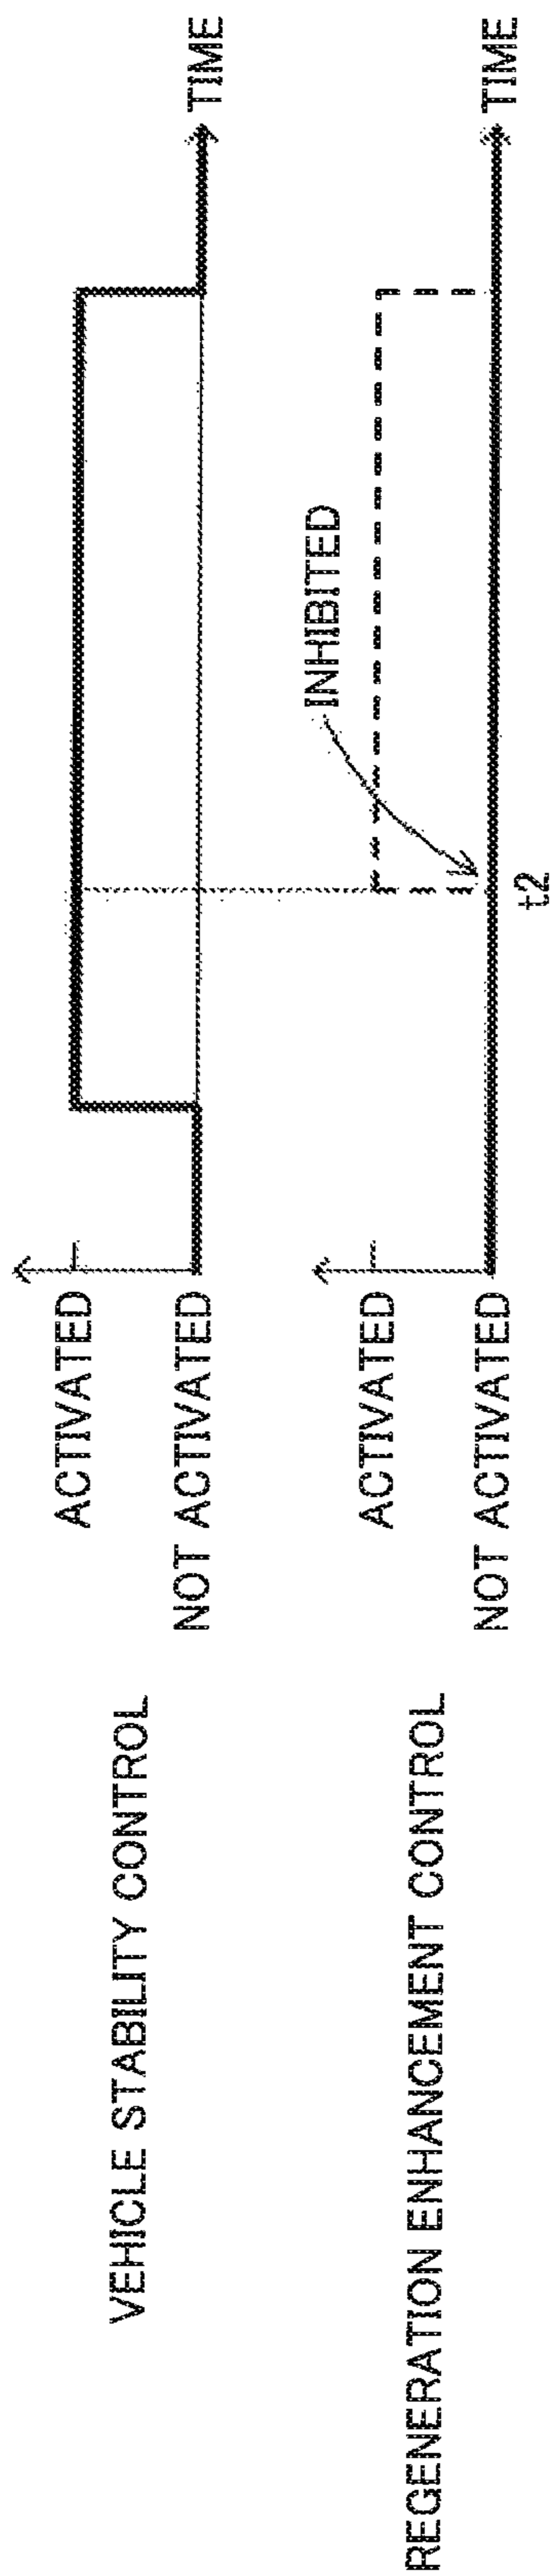 VEHICLE STABILITY CONTROL
ACTIVATED
NOT ACTIVATED
TIME
REGENERATION ENHANCEMENT CONTROL
ACTIVATED
NOT ACTIVATED
INHIBITED
t2
TIME